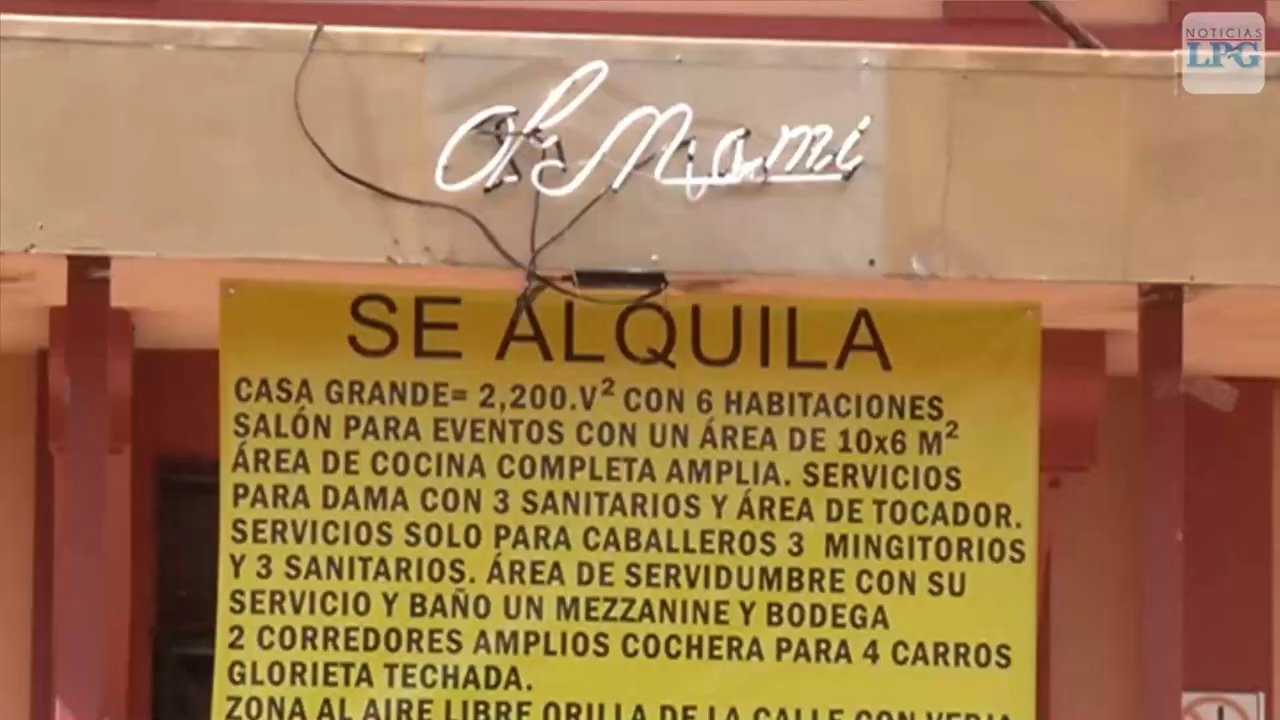 NOTICIAS
LPG
Oh Mami
SE ALQUILA
CASA GRANDE= 2,200.V² CON 6 HABITACIONES
SALÓN PARA EVENTOS CON UN ÁREA DE 10x6 M²
ÁREA DE COCINA COMPLETA AMPLIA. SERVICIOS
PARA DAMA CON 3 SANITARIOS Y ÁREA DE TOCADOR.
SERVICIOS SOLO PARA CABALLEROS 3 MINGITORIOS
Y 3 SANITARIOS. ÁREA DE SERVIDUMBRE CON SU
SERVICIO Y BAÑO UN MEZZANINE Y BODEGA
2 CORREDORES AMPLIOS COCHERA PARA 4 CARROS
GLORIETA TECHADA.
ZONA AL AIRE LIBRE ORILLA DE LA CALLE CON VERJA